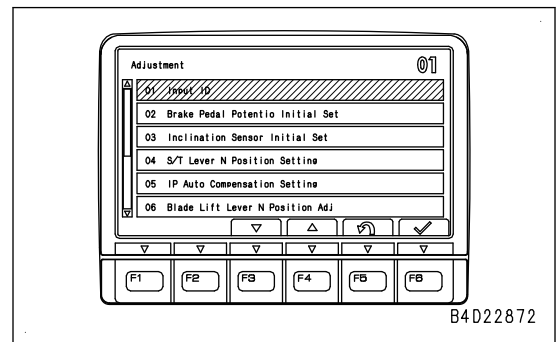 Adjustment 01
01 Input ID
02 Brake Pedal Potentio Initial Set
03 Inclination Sensor Initial Set
04 S/T Lever N Position Setting
05 IP Auto Compensation Setting
06 Blade Lift Lever N Position Adj
F1 F2 F3 F4 F5 F6
B4D22872